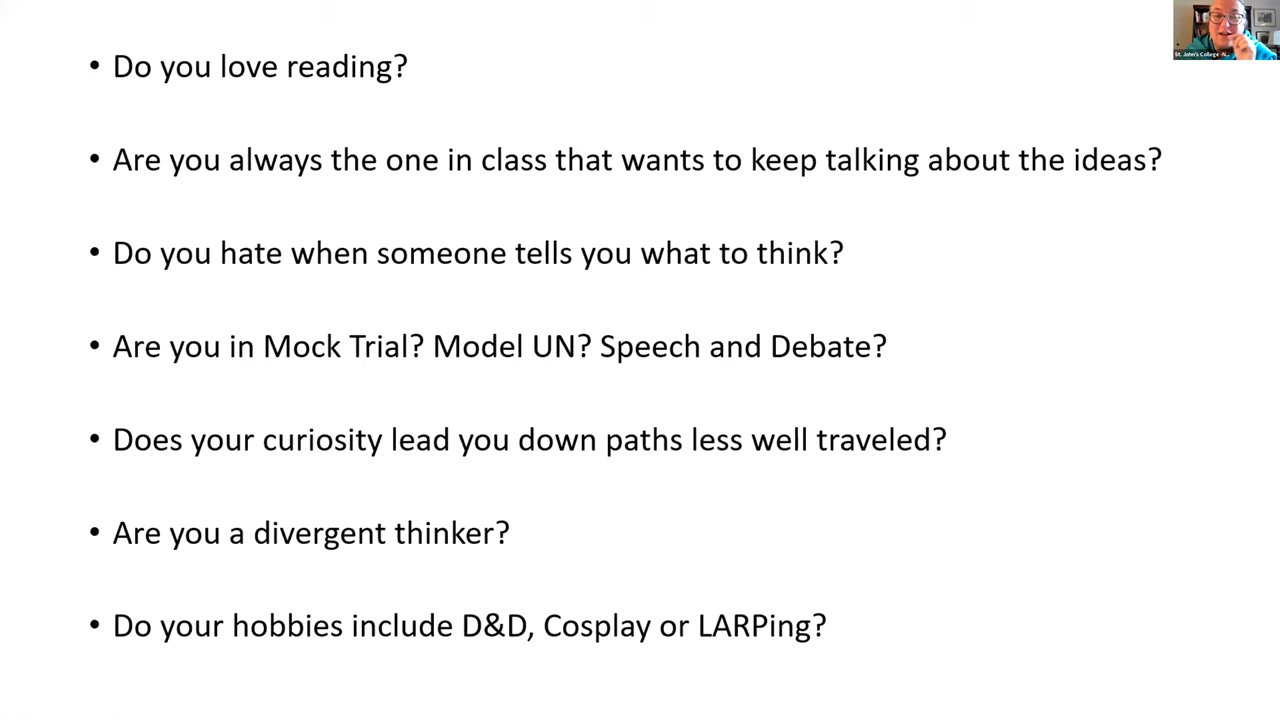 • Do you love reading?
• Are you always the one in class that wants to keep talking about the ideas?
• Do you hate when someone tells you what to think?
• Are you in Mock Trial? Model UN? Speech and Debate?
• Does your curiosity lead you down paths less well traveled?
• Are you a divergent thinker?
• Do your hobbies include D&D, Cosplay or LARPing?
St. John's College -N...